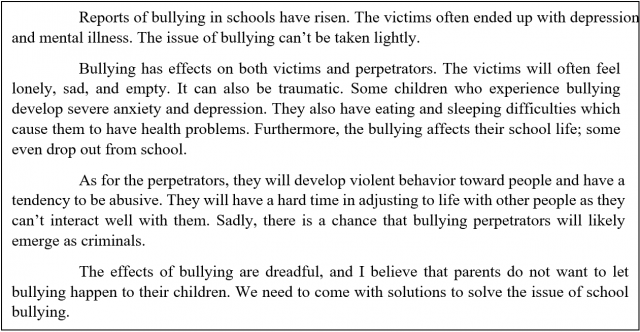 Reports of bullying in schools have risen. The victims often ended up with depression
and mental illness. The issue of bullying can't be taken lightly.
Bullying has effects on both victims and perpetrators. The victims will often feel
lonely, sad, and empty. It can also be traumatic. Some children who experience bullying
develop severe anxiety and depression. They also have eating and sleeping difficulties which
cause them to have health problems. Furthermore, the bullying affects their school life; some
even drop out from school.
As for the perpetrators, they will develop violent behavior toward people and have a
tendency to be abusive. They will have a hard time in adjusting to life with other people as they
can't interact well with them. Sadly, there is a chance that bullying perpetrators will likely
emerge as criminals.
The effects of bullying are dreadful, and I believe that parents do not want to let
bullying happen to their children. We need to come with solutions to solve the issue of school
bullying.